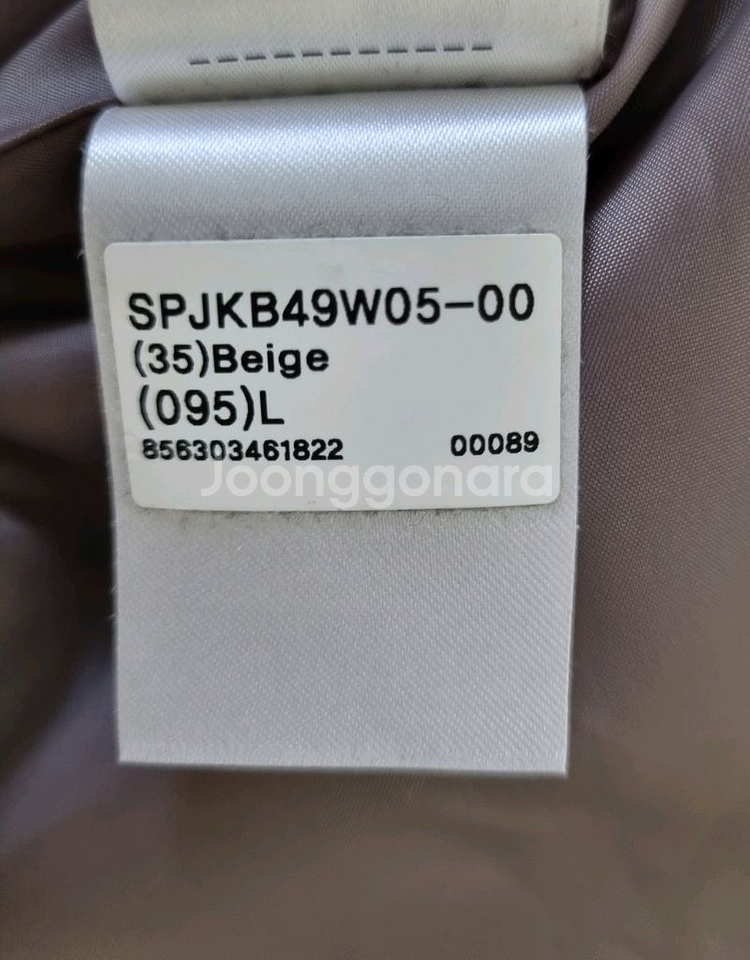 SPJKB49W05-00
(35)Beige
(095)L
856303461822 00089
Joonggonara